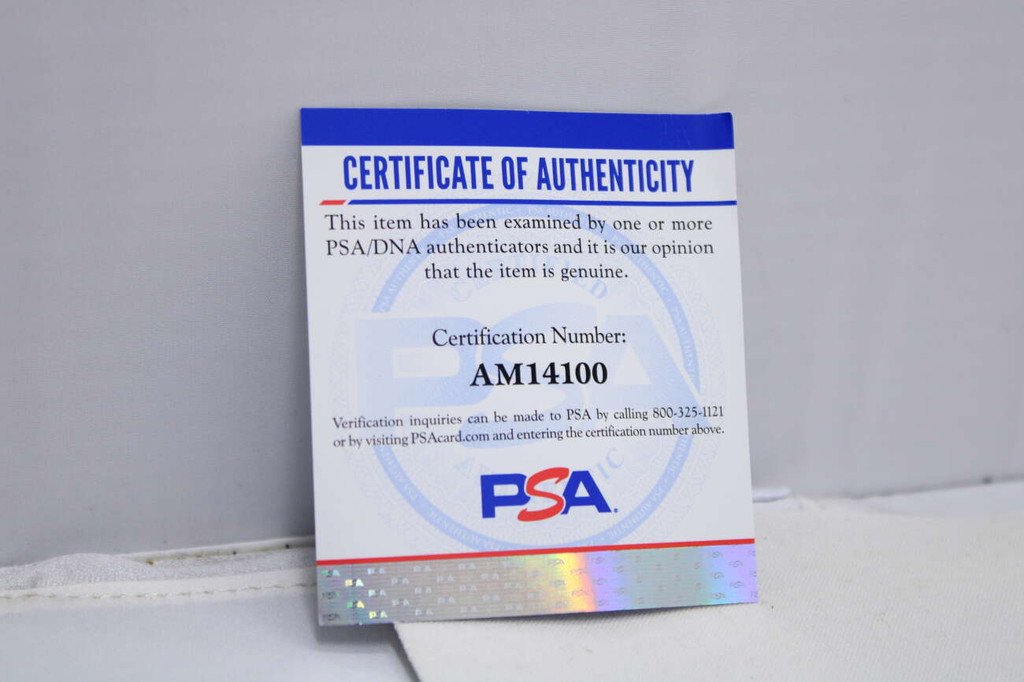 CERTIFICATE OF AUTHENTICITY
This item has been examined by one or more
PSA/DNA authenticators and it is our opinion
that the item is genuine.
Certification Number:
AM14100
Verification inquiries can be made to PSA by calling 800-325-1121
or by visiting PSAcard.com and entering the certification number above.
PSA